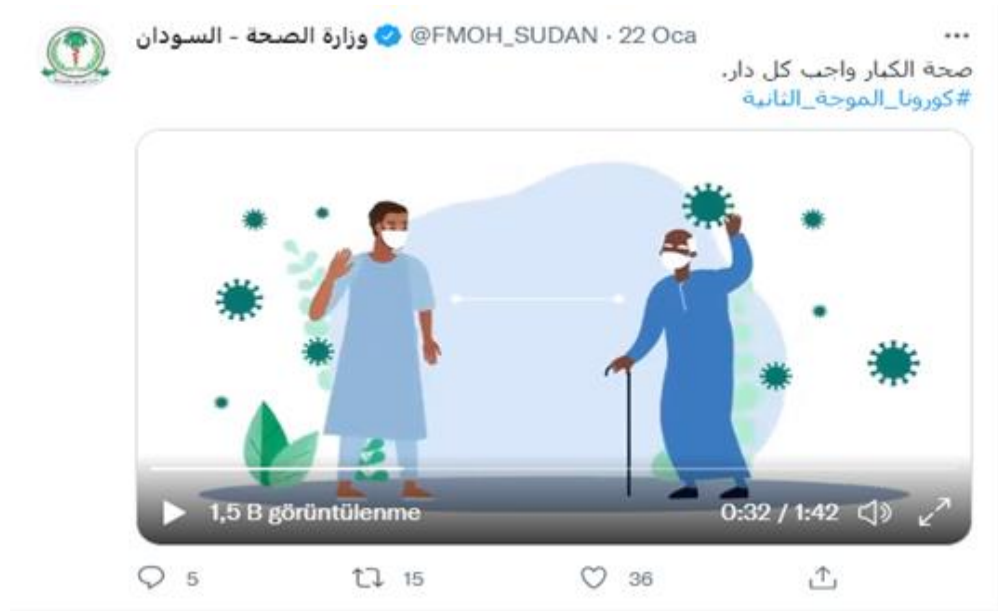 وزارة الصحة - السودان @FMOH_SUDAN · 22 Oca
صحة الكبار واجب كل دار.
#كورونا_الموجة_الثانية
1,5 B görüntülenme
0:32 / 1:42
5 15 36